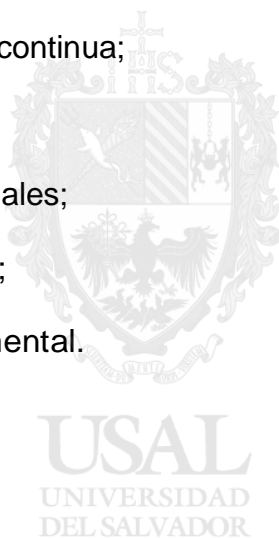 continua;
ales;
;
nental.
USAL
UNIVERSIDAD
DEL SALVADOR